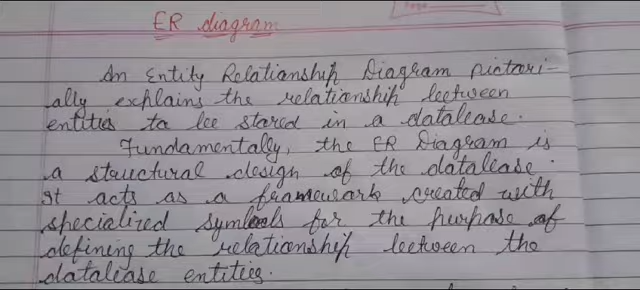 ER diagram
An Entity Relationship Diagram pictori-
ally explains the relationship between
entities to be stored in a database.
Fundamentally, the ER Diagram is
a structural design of the database.
It acts as a framework created with
specialized symbols for the purpose of
defining the relationship between the
database entities.